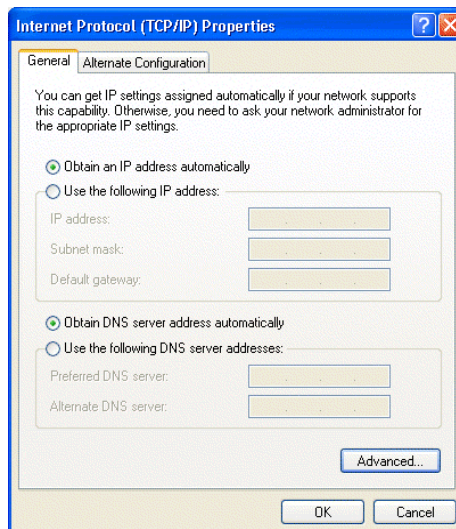 Internet Protocol (TCP/IP) Properties
General
Alternate Configuration
You can get IP settings assigned automatically if your network supports
this capability. Otherwise, you need to ask your network administrator for
the appropriate IP settings.
Obtain an IP address automatically
Use the following IP address:
IP address:
Subnet mask:
Default gateway:
Obtain DNS server address automatically
Use the following DNS server addresses:
Preferred DNS server:
Alternate DNS server:
Advanced...
OK
Cancel